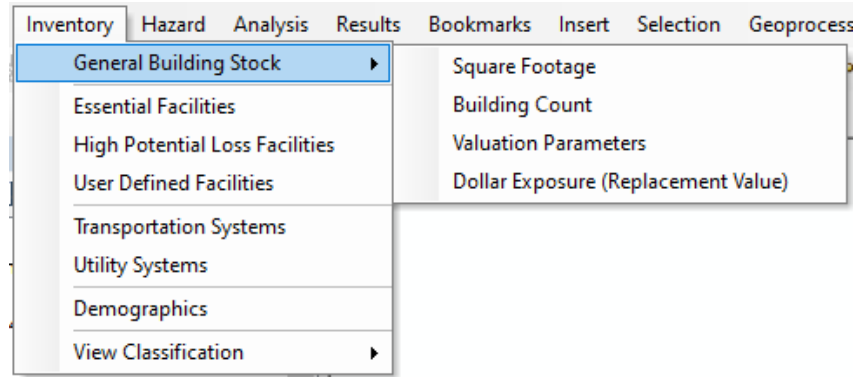 Inventory Hazard Analysis Results Bookmarks Insert Selection Geoprocess
General Building Stock
Essential Facilities
High Potential Loss Facilities
User Defined Facilities
Transportation Systems
Utility Systems
Demographics
View Classification
Square Footage
Building Count
Valuation Parameters
Dollar Exposure (Replacement Value)